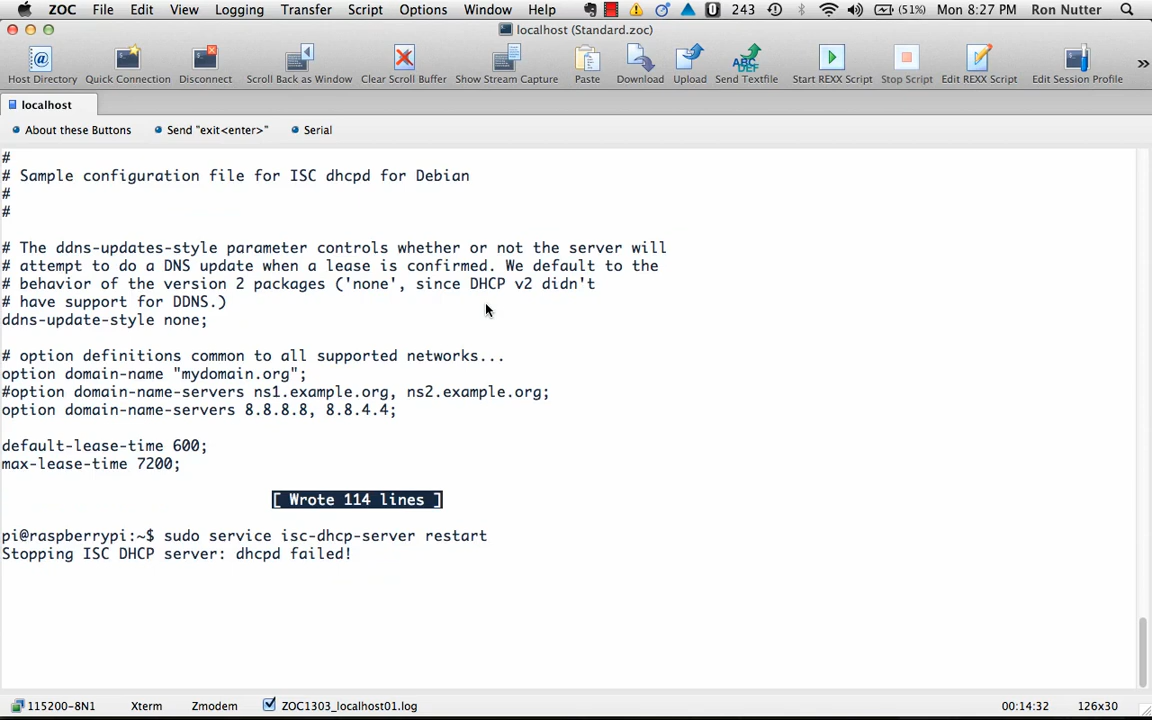 ZOC File Edit View Logging Transfer Script Options Window Help 243 (51%) Mon 8:27 PM Ron Nutter
localhost (Standard.zoc)
Host Directory Quick Connection Disconnect Scroll Back as Window Clear Scroll Buffer Show Stream Capture Paste Download Upload Send Textfile Start REXX Script Stop Script Edit REXX Script Edit Session Profile »
localhost
About these Buttons Send "exit<enter>" Serial
#
# Sample configuration file for ISC dhcpd for Debian
#
#
# The ddns-updates-style parameter controls whether or not the server will
# attempt to do a DNS update when a lease is confirmed. We default to the
# behavior of the version 2 packages ('none', since DHCP v2 didn't
# have support for DDNS.)
ddns-update-style none;
# option definitions common to all supported networks...
option domain-name "mydomain.org";
#option domain-name-servers ns1.example.org, ns2.example.org;
option domain-name-servers 8.8.8.8, 8.8.4.4;
default-lease-time 600;
max-lease-time 7200;
[ Wrote 114 lines ]
pi@raspberrypi:~$ sudo service isc-dhcp-server restart
Stopping ISC DHCP server: dhcpd failed!
115200-8N1 Xterm Zmodem ZOC1303_localhost01.log 00:14:32 126x30